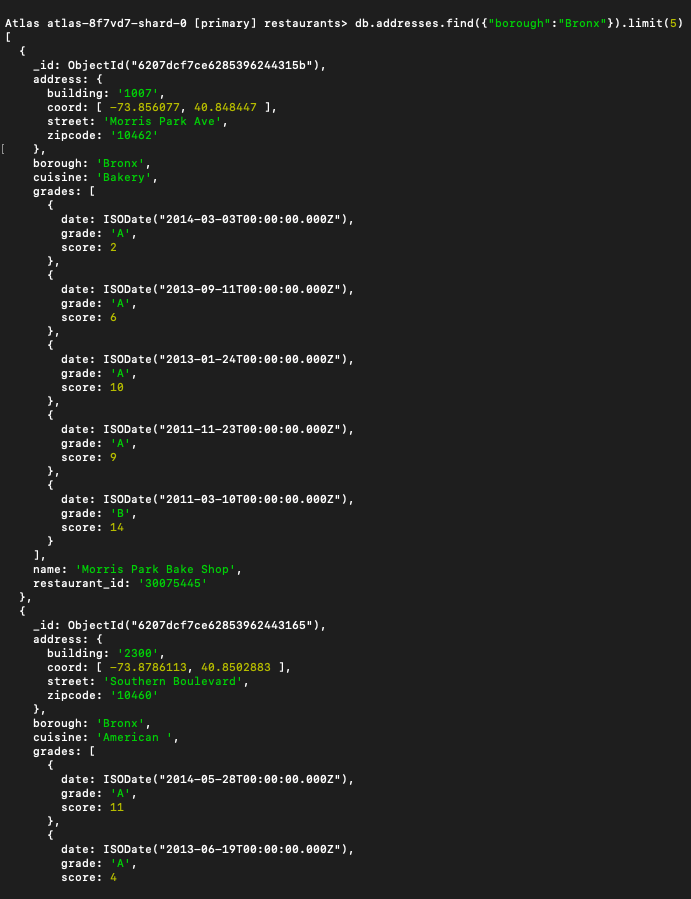 Atlas atlas-8f7vd7-shard-0 [primary] restaurants> db.addresses.find({"borough":"Bronx"}).limit(5)
[
  {
    _id: ObjectId("6207dcf7ce6285396244315b"),
    address: {
      building: '1007',
      coord: [ -73.856077, 40.848447 ],
      street: 'Morris Park Ave',
      zipcode: '10462'
[    },
    borough: 'Bronx',
    cuisine: 'Bakery',
    grades: [
      {
        date: ISODate("2014-03-03T00:00:00.000Z"),
        grade: 'A',
        score: 2
      },
      {
        date: ISODate("2013-09-11T00:00:00.000Z"),
        grade: 'A',
        score: 6
      },
      {
        date: ISODate("2013-01-24T00:00:00.000Z"),
        grade: 'A',
        score: 10
      },
      {
        date: ISODate("2011-11-23T00:00:00.000Z"),
        grade: 'A',
        score: 9
      },
      {
        date: ISODate("2011-03-10T00:00:00.000Z"),
        grade: 'B',
        score: 14
      }
    ],
    name: 'Morris Park Bake Shop',
    restaurant_id: '30075445'
  },
  {
    _id: ObjectId("6207dcf7ce62853962443165"),
    address: {
      building: '2300',
      coord: [ -73.8786113, 40.8502883 ],
      street: 'Southern Boulevard',
      zipcode: '10460'
    },
    borough: 'Bronx',
    cuisine: 'American ',
    grades: [
      {
        date: ISODate("2014-05-28T00:00:00.000Z"),
        grade: 'A',
        score: 11
      },
      {
        date: ISODate("2013-06-19T00:00:00.000Z"),
        grade: 'A',
        score: 4